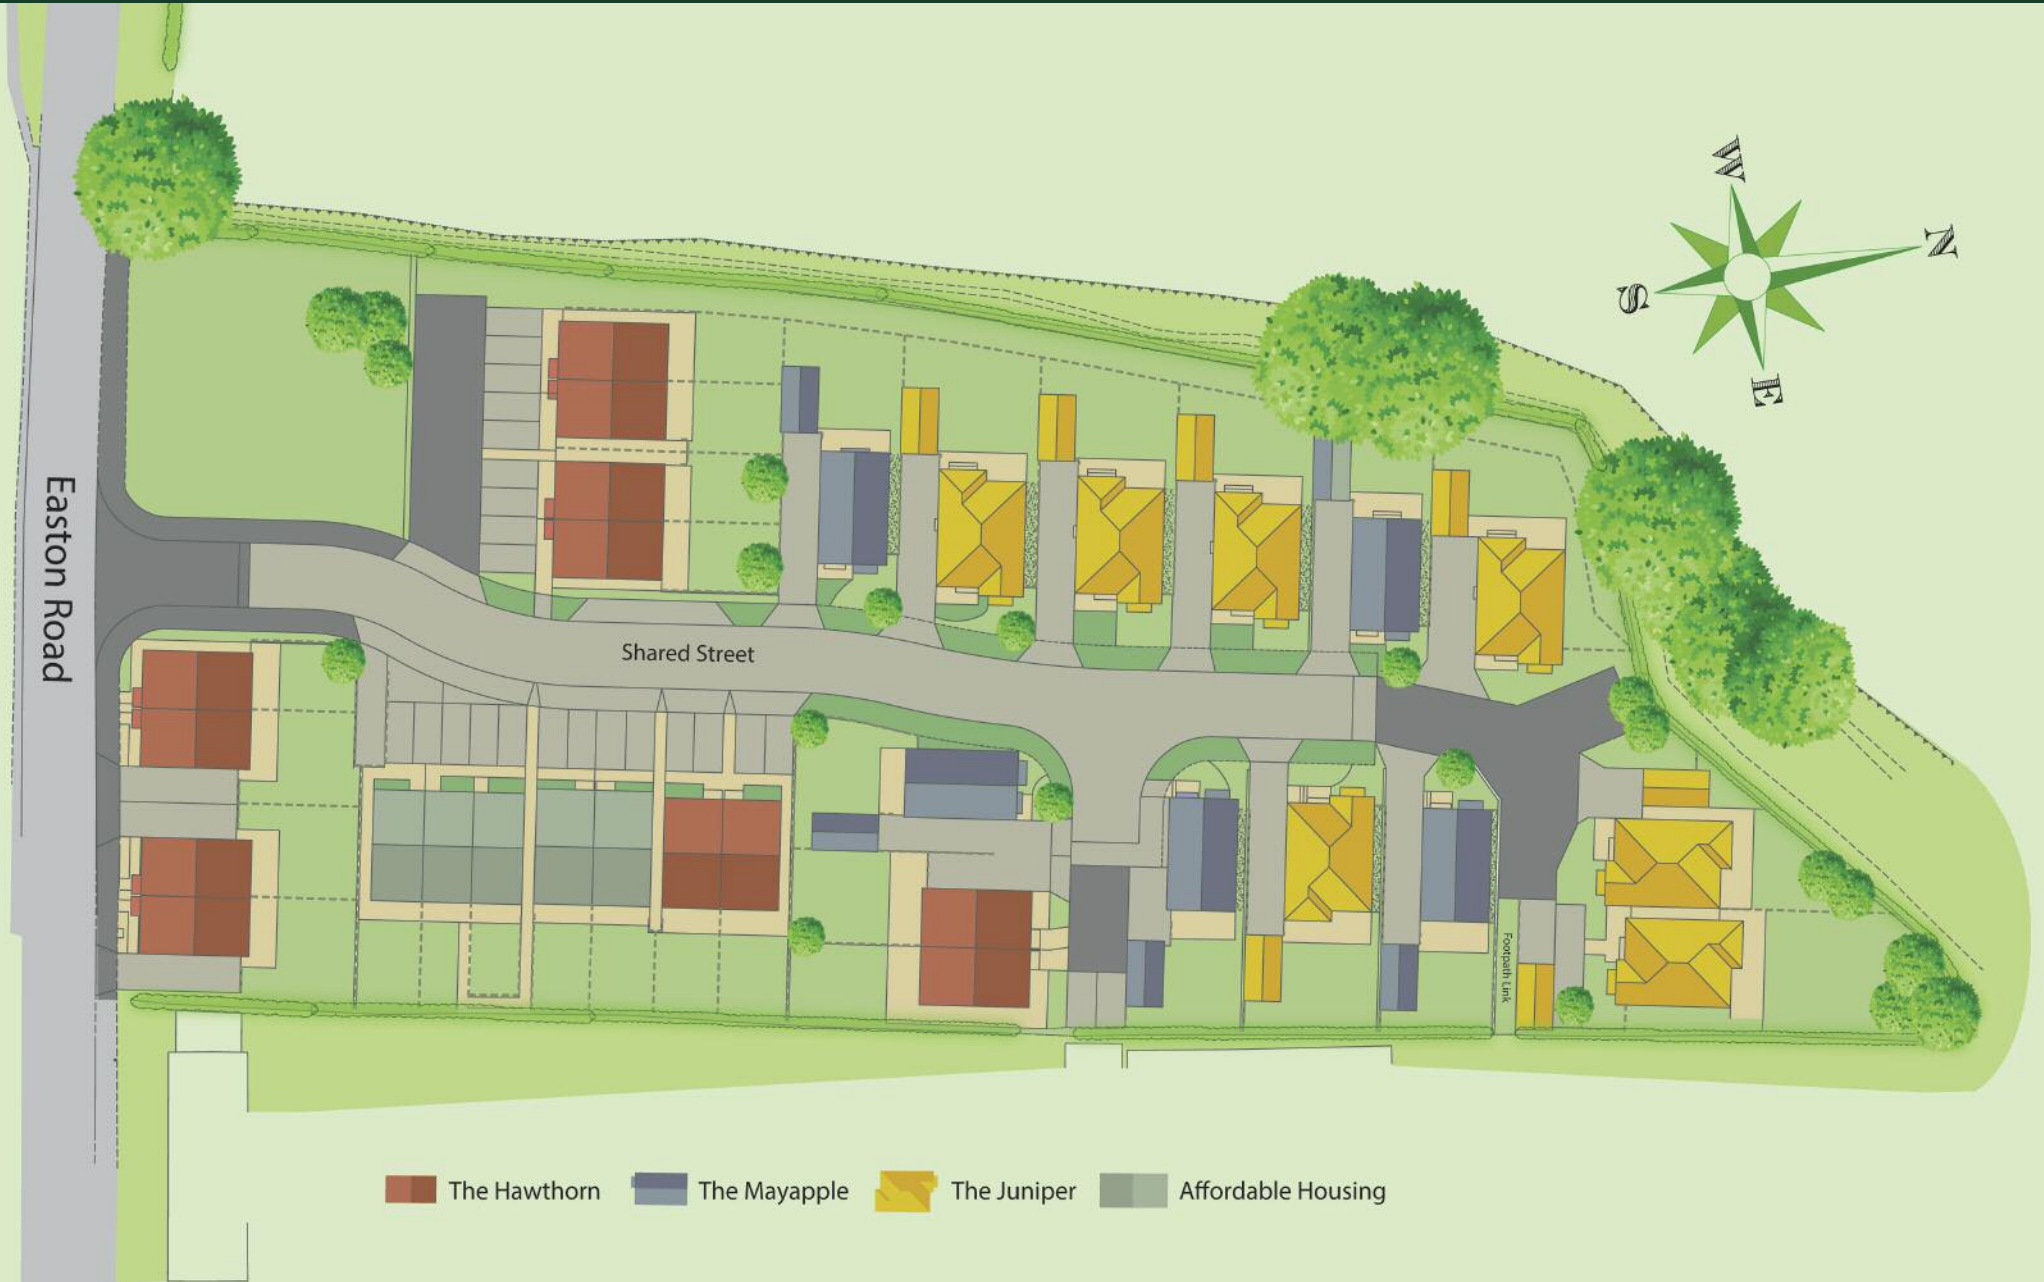 W
N
S
E
Easton Road
Shared Street
Footpath Link
The Hawthorn
The Mayapple
The Juniper
Affordable Housing